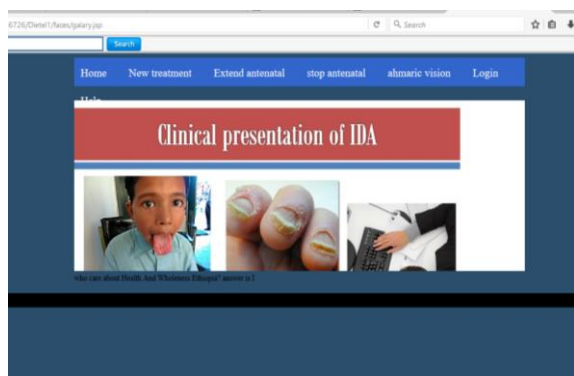 6726/Dietel1/faces/galary.jsp
Search
Search
Home New treatment Extend antenatal stop antenatal ahmaric vision Login
Help
Clinical presentation of IDA
who care about Health And Wholeness Ethiopia" answer is I